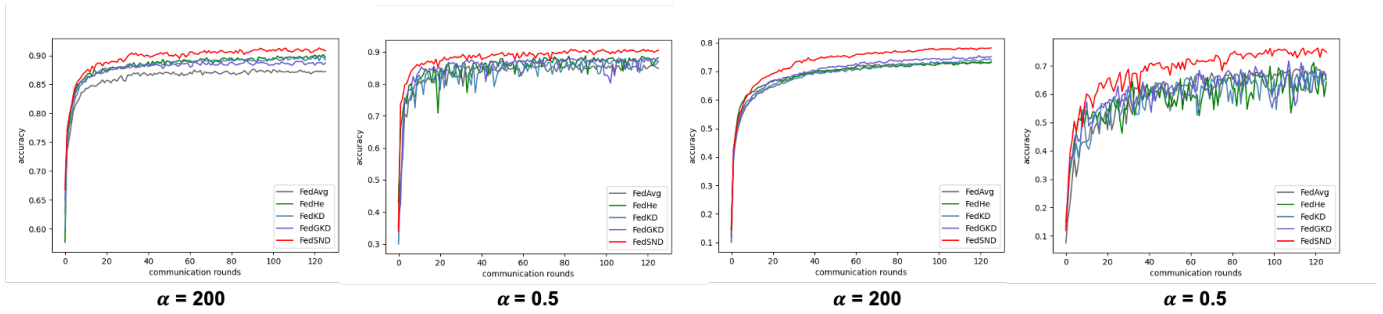 accuracy
0.90
0.85
0.80
0.75
0.70
0.65
0.60
0 20 40 60 80 100 120
communication rounds
FedAvg
FedHe
FedKD
FedGKD
FedSND
α = 200
accuracy
0.9
0.8
0.7
0.6
0.5
0.4
0.3
0 20 40 60 80 100 120
communication rounds
FedAvg
FedHe
FedKD
FedGKD
FedSND
α = 0.5
accuracy
0.8
0.7
0.6
0.5
0.4
0.3
0.2
0.1
0 20 40 60 80 100 120
communication rounds
FedAvg
FedHe
FedKD
FedGKD
FedSND
α = 200
accuracy
0.7
0.6
0.5
0.4
0.3
0.2
0.1
0 20 40 60 80 100 120
communication rounds
FedAvg
FedHe
FedKD
FedGKD
FedSND
α = 0.5